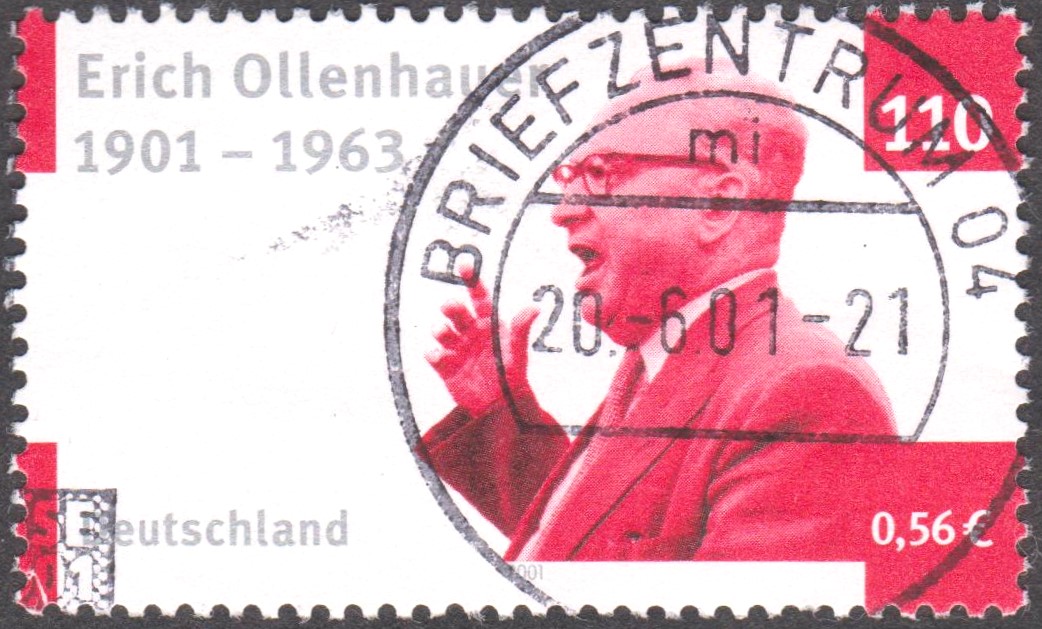 Erich Ollenhauer
1901 – 1963
110
BRIEFZENTRUM 04
mi
20.-6.01-21
Deutschland
0,56 €
2001